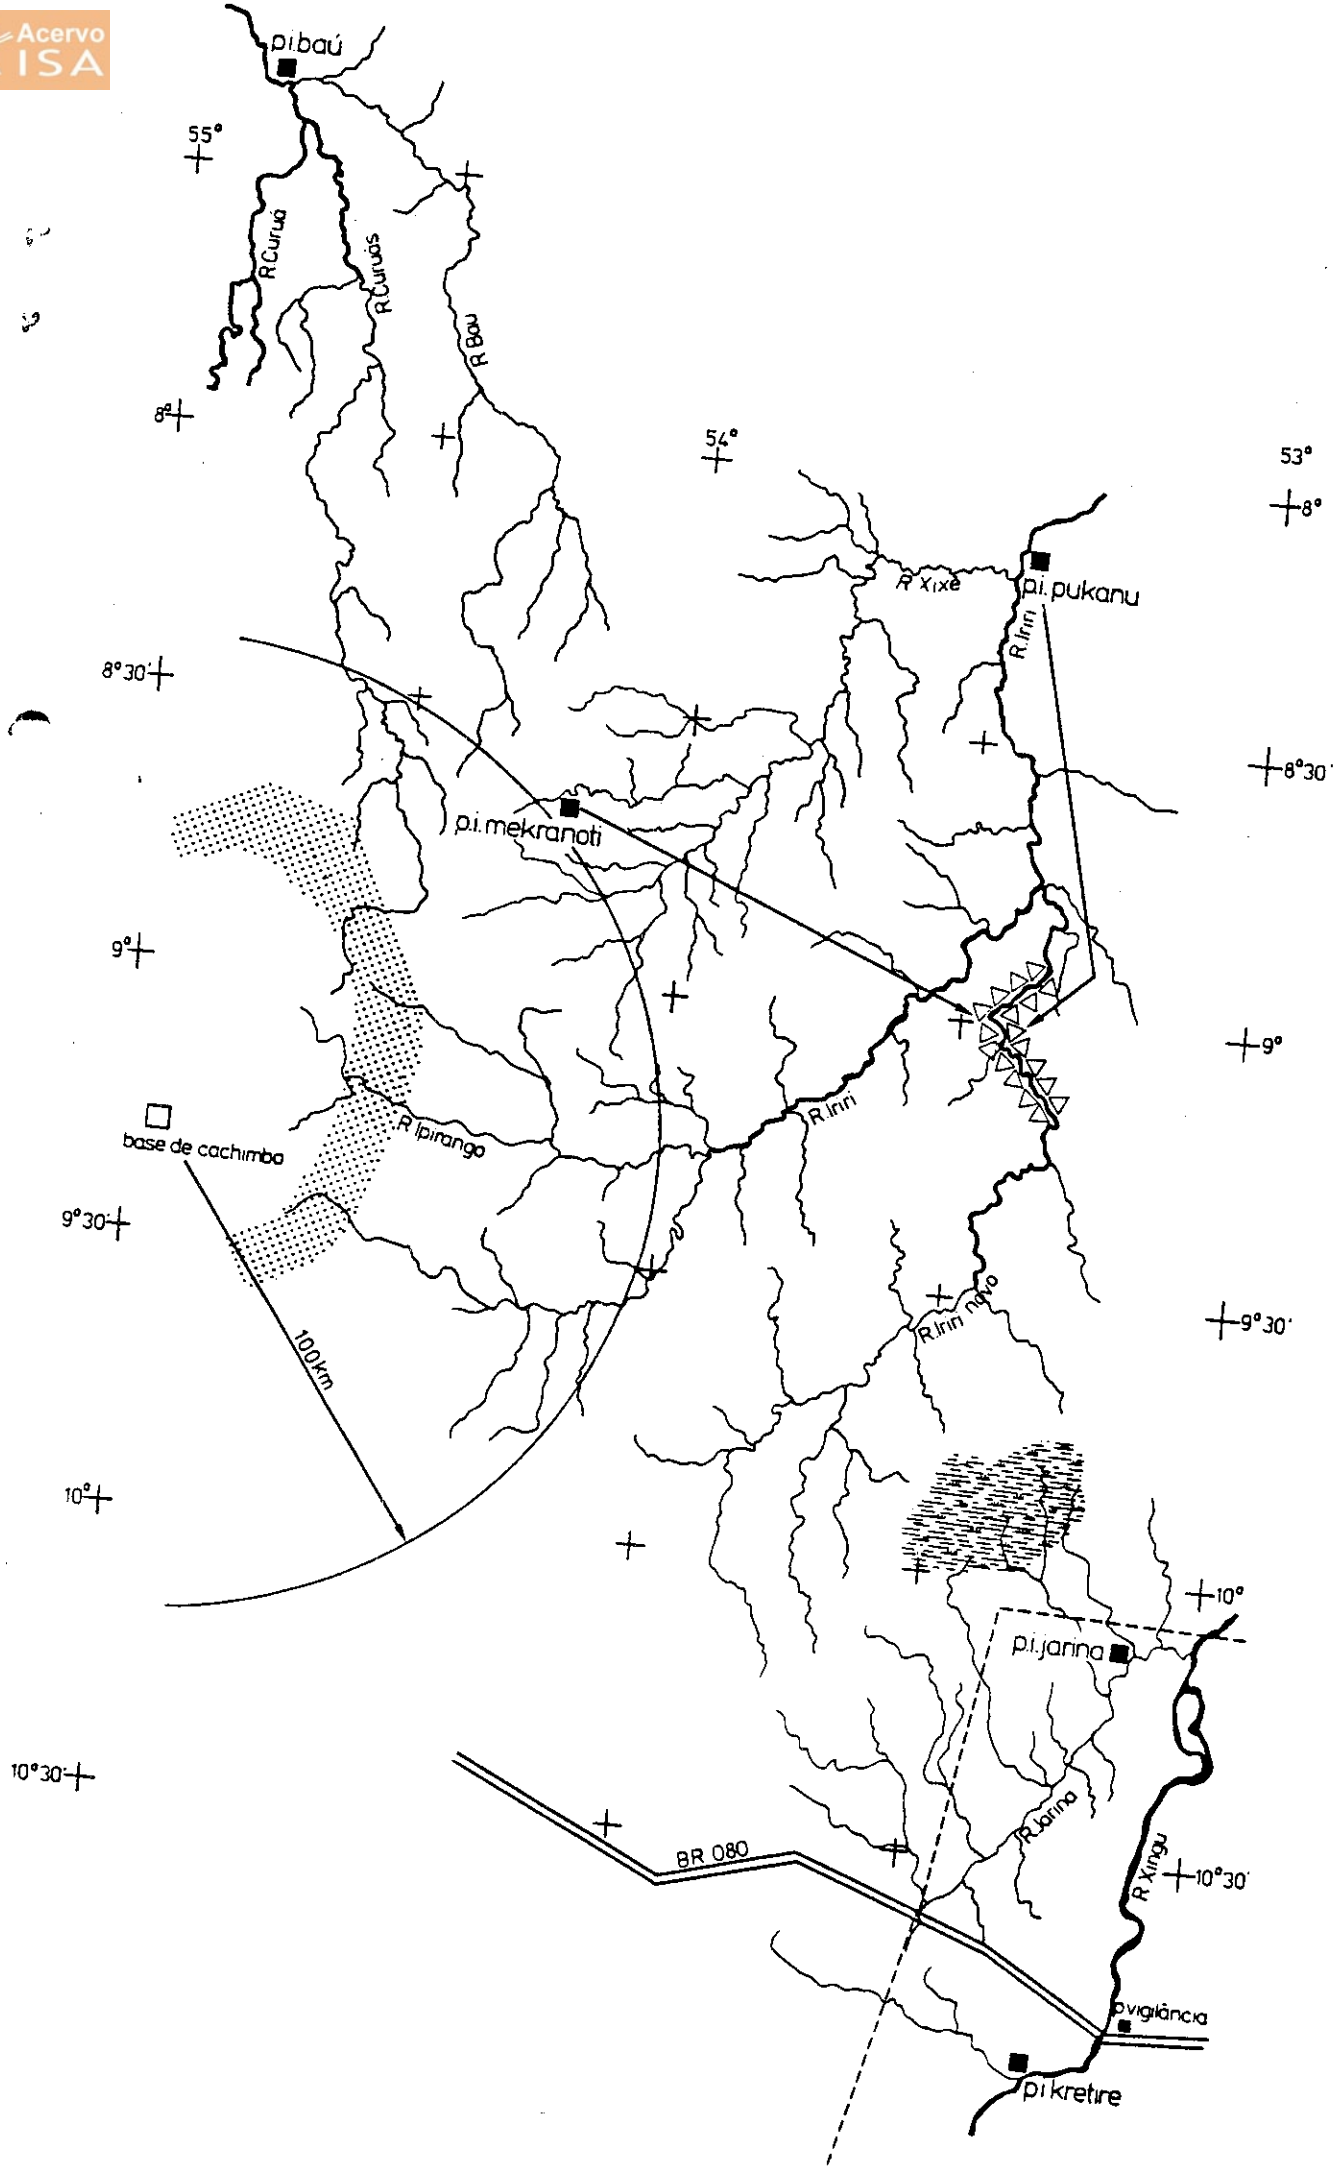 Acervo
ISA
p.i.baú
55°
R.Curuá
R.Curuás
R Bau
8°
54°
53°
8°
R Xixê
p.i.pukanu
R.Iriri
8°30'
8°30'
p.i.mekranoti
9°
9°
R.Iriri
base de cachimbo
R Ipiranga
9°30'
R.Iriri novo
9°30'
100km
10°
10°
p.i.jarina
10°30'
R.Jarina
BR 080
R Xingu
10°30'
p.vigilância
p.i kretire